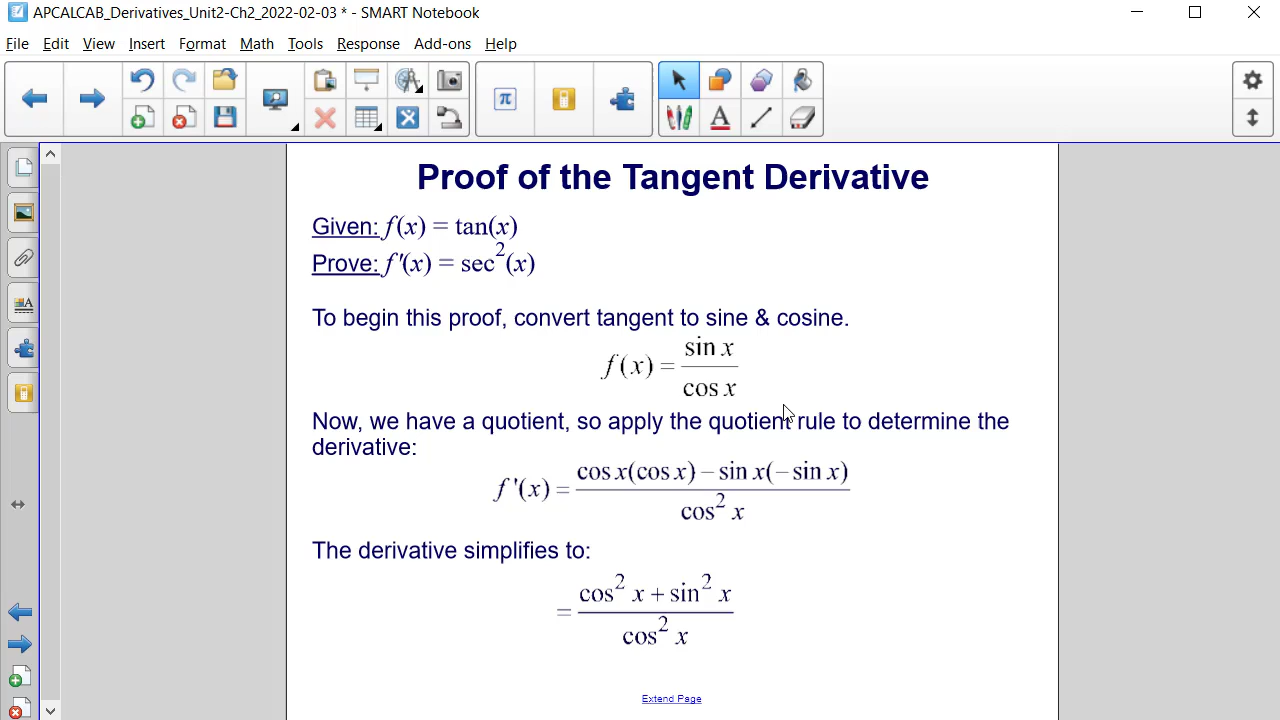 APCALCAB_Derivatives_Unit2-Ch2_2022-02-03 * - SMART Notebook
File Edit View Insert Format Math Tools Response Add-ons Help
Proof of the Tangent Derivative
Given: f(x) = tan(x)
Prove: f'(x) = sec²(x)
To begin this proof, convert tangent to sine & cosine.
f(x) = sin x / cos x
Now, we have a quotient, so apply the quotient rule to determine the
derivative:
f '(x) = cos x(cos x) – sin x(– sin x) / cos² x
The derivative simplifies to:
= cos² x + sin² x / cos² x
Extend Page